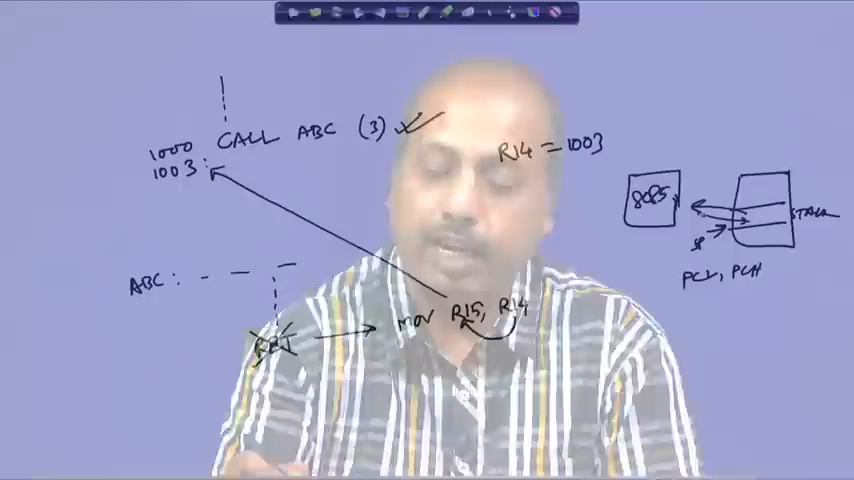 1000 CALL ABC (3)
1003:
R14 = 1003
8085
STACK
SP
PCL, PCH
ABC:
RET
MOV R15, R14